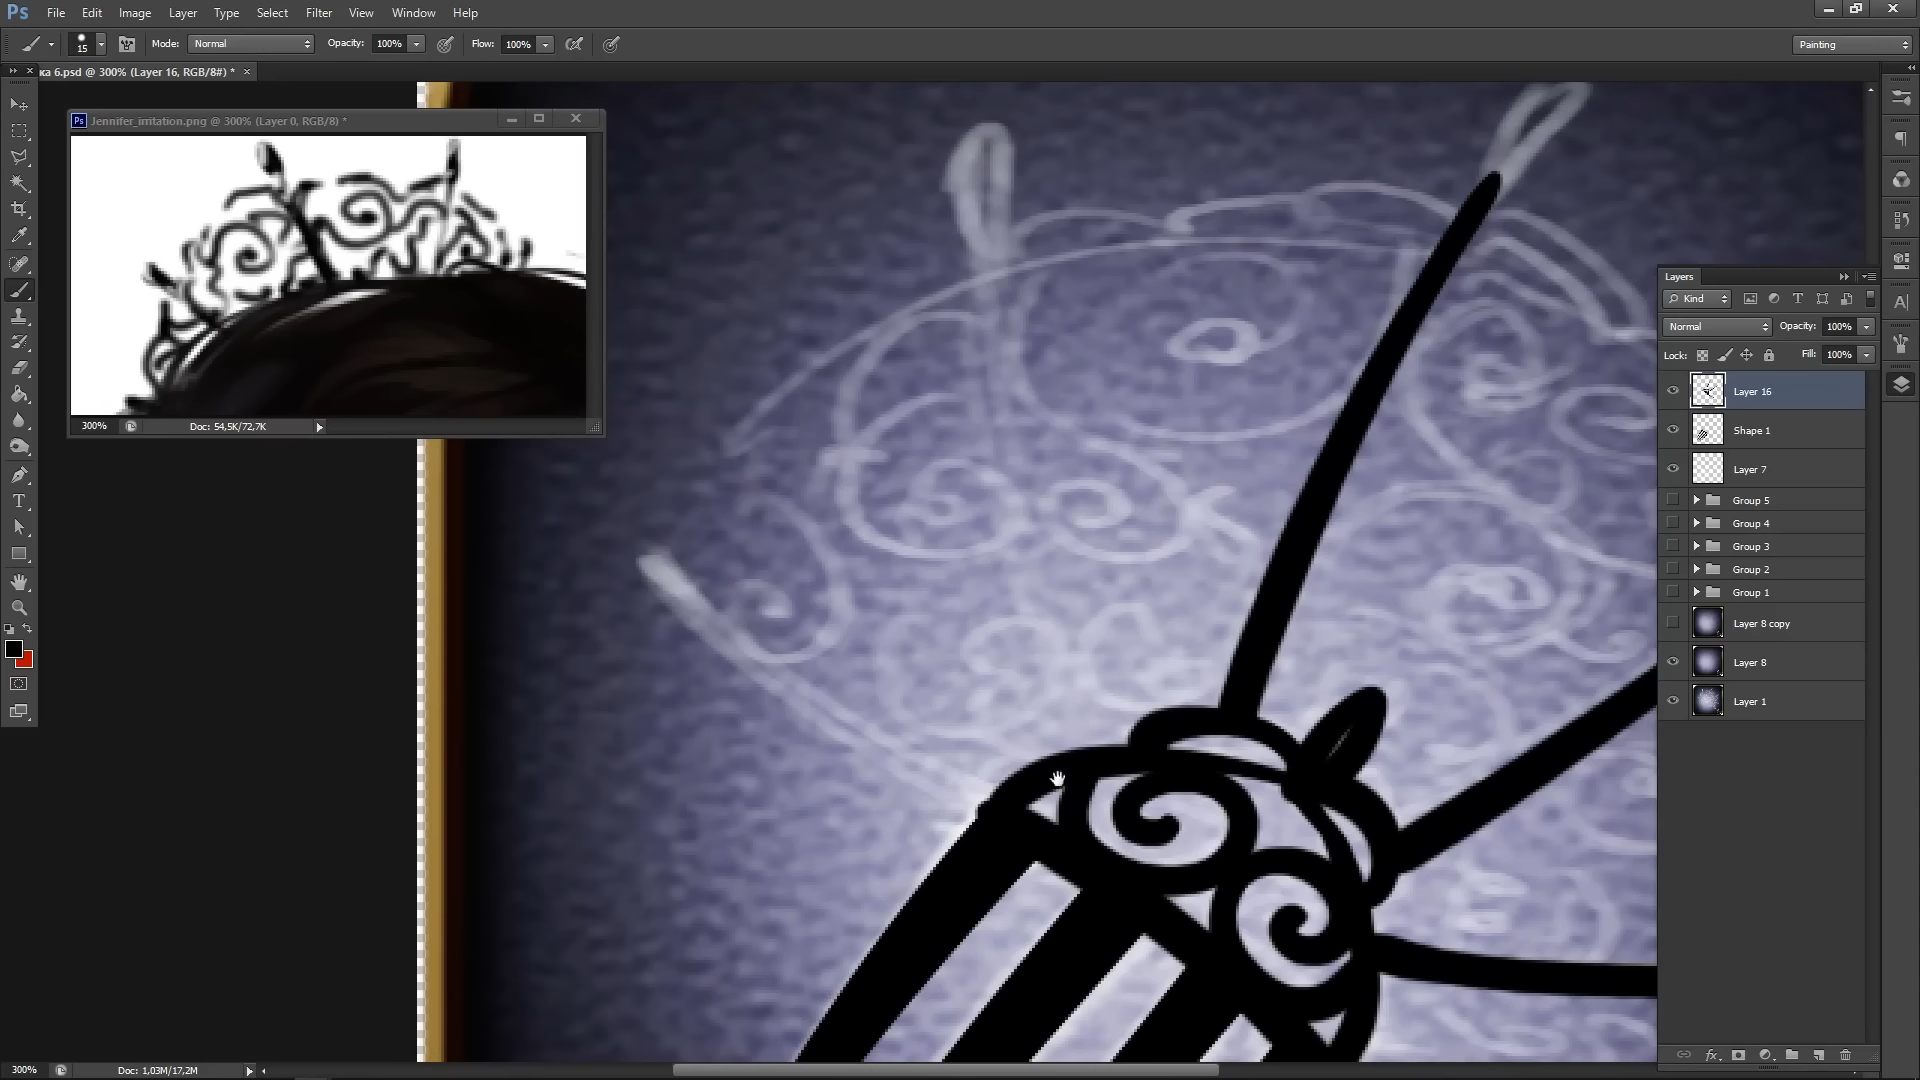 Ps File Edit Image Layer Type Select Filter View Window Help
15 Mode: Normal Opacity: 100% Flow: 100% Painting
ка 6.psd @ 300% (Layer 16, RGB/8#) * ×
Ps Jennifer_irritation.png @ 300% (Layer 0, RGB/8) *
300% Doc: 54,5K/72,7K
Layers
Kind
Normal Opacity: 100%
Lock: Fill: 100%
Layer 16
Shape 1
Layer 7
Group 5
Group 4
Group 3
Group 2
Group 1
Layer 8 copy
Layer 8
Layer 1
fx
300% Doc: 1,03M/17,2M